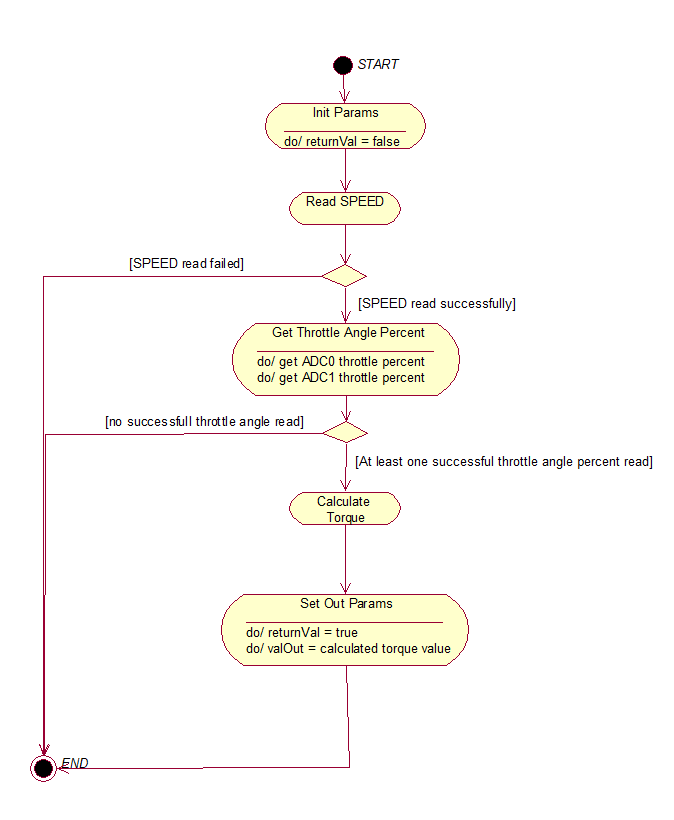 START
Init Params
do/ returnVal = false
Read SPEED
[SPEED read failed]
[SPEED read successfully]
Get Throttle Angle Percent
do/ get ADC0 throttle percent
do/ get ADC1 throttle percent
[no successfull throttle angle read]
[At least one successful throttle angle percent read]
Calculate
Torque
Set Out Params
do/ returnVal = true
do/ valOut = calculated torque value
END